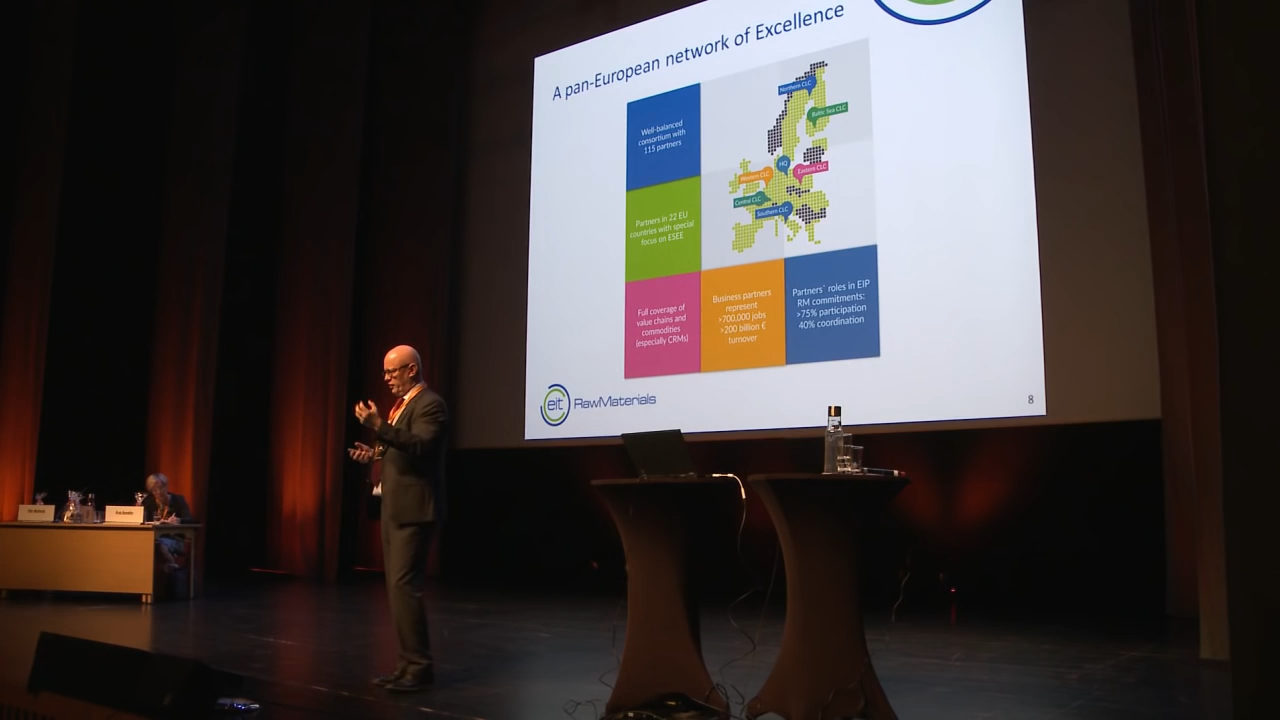 A pan-European network of Excellence
Well-balanced
consortium with
115 partners
Northern CLC
Baltic Sea CLC
HQ
Western CLC
Eastern CLC
Central CLC
Southern CLC
Partners in 22 EU
countries with special
focus on ESEE
Full coverage of
value chains and
commodities
(especially CRMs)
Business partners
represent
>700,000 jobs
>200 billion €
turnover
Partners` roles in EIP
RM commitments:
>75% participation
40% coordination
eit RawMaterials
8